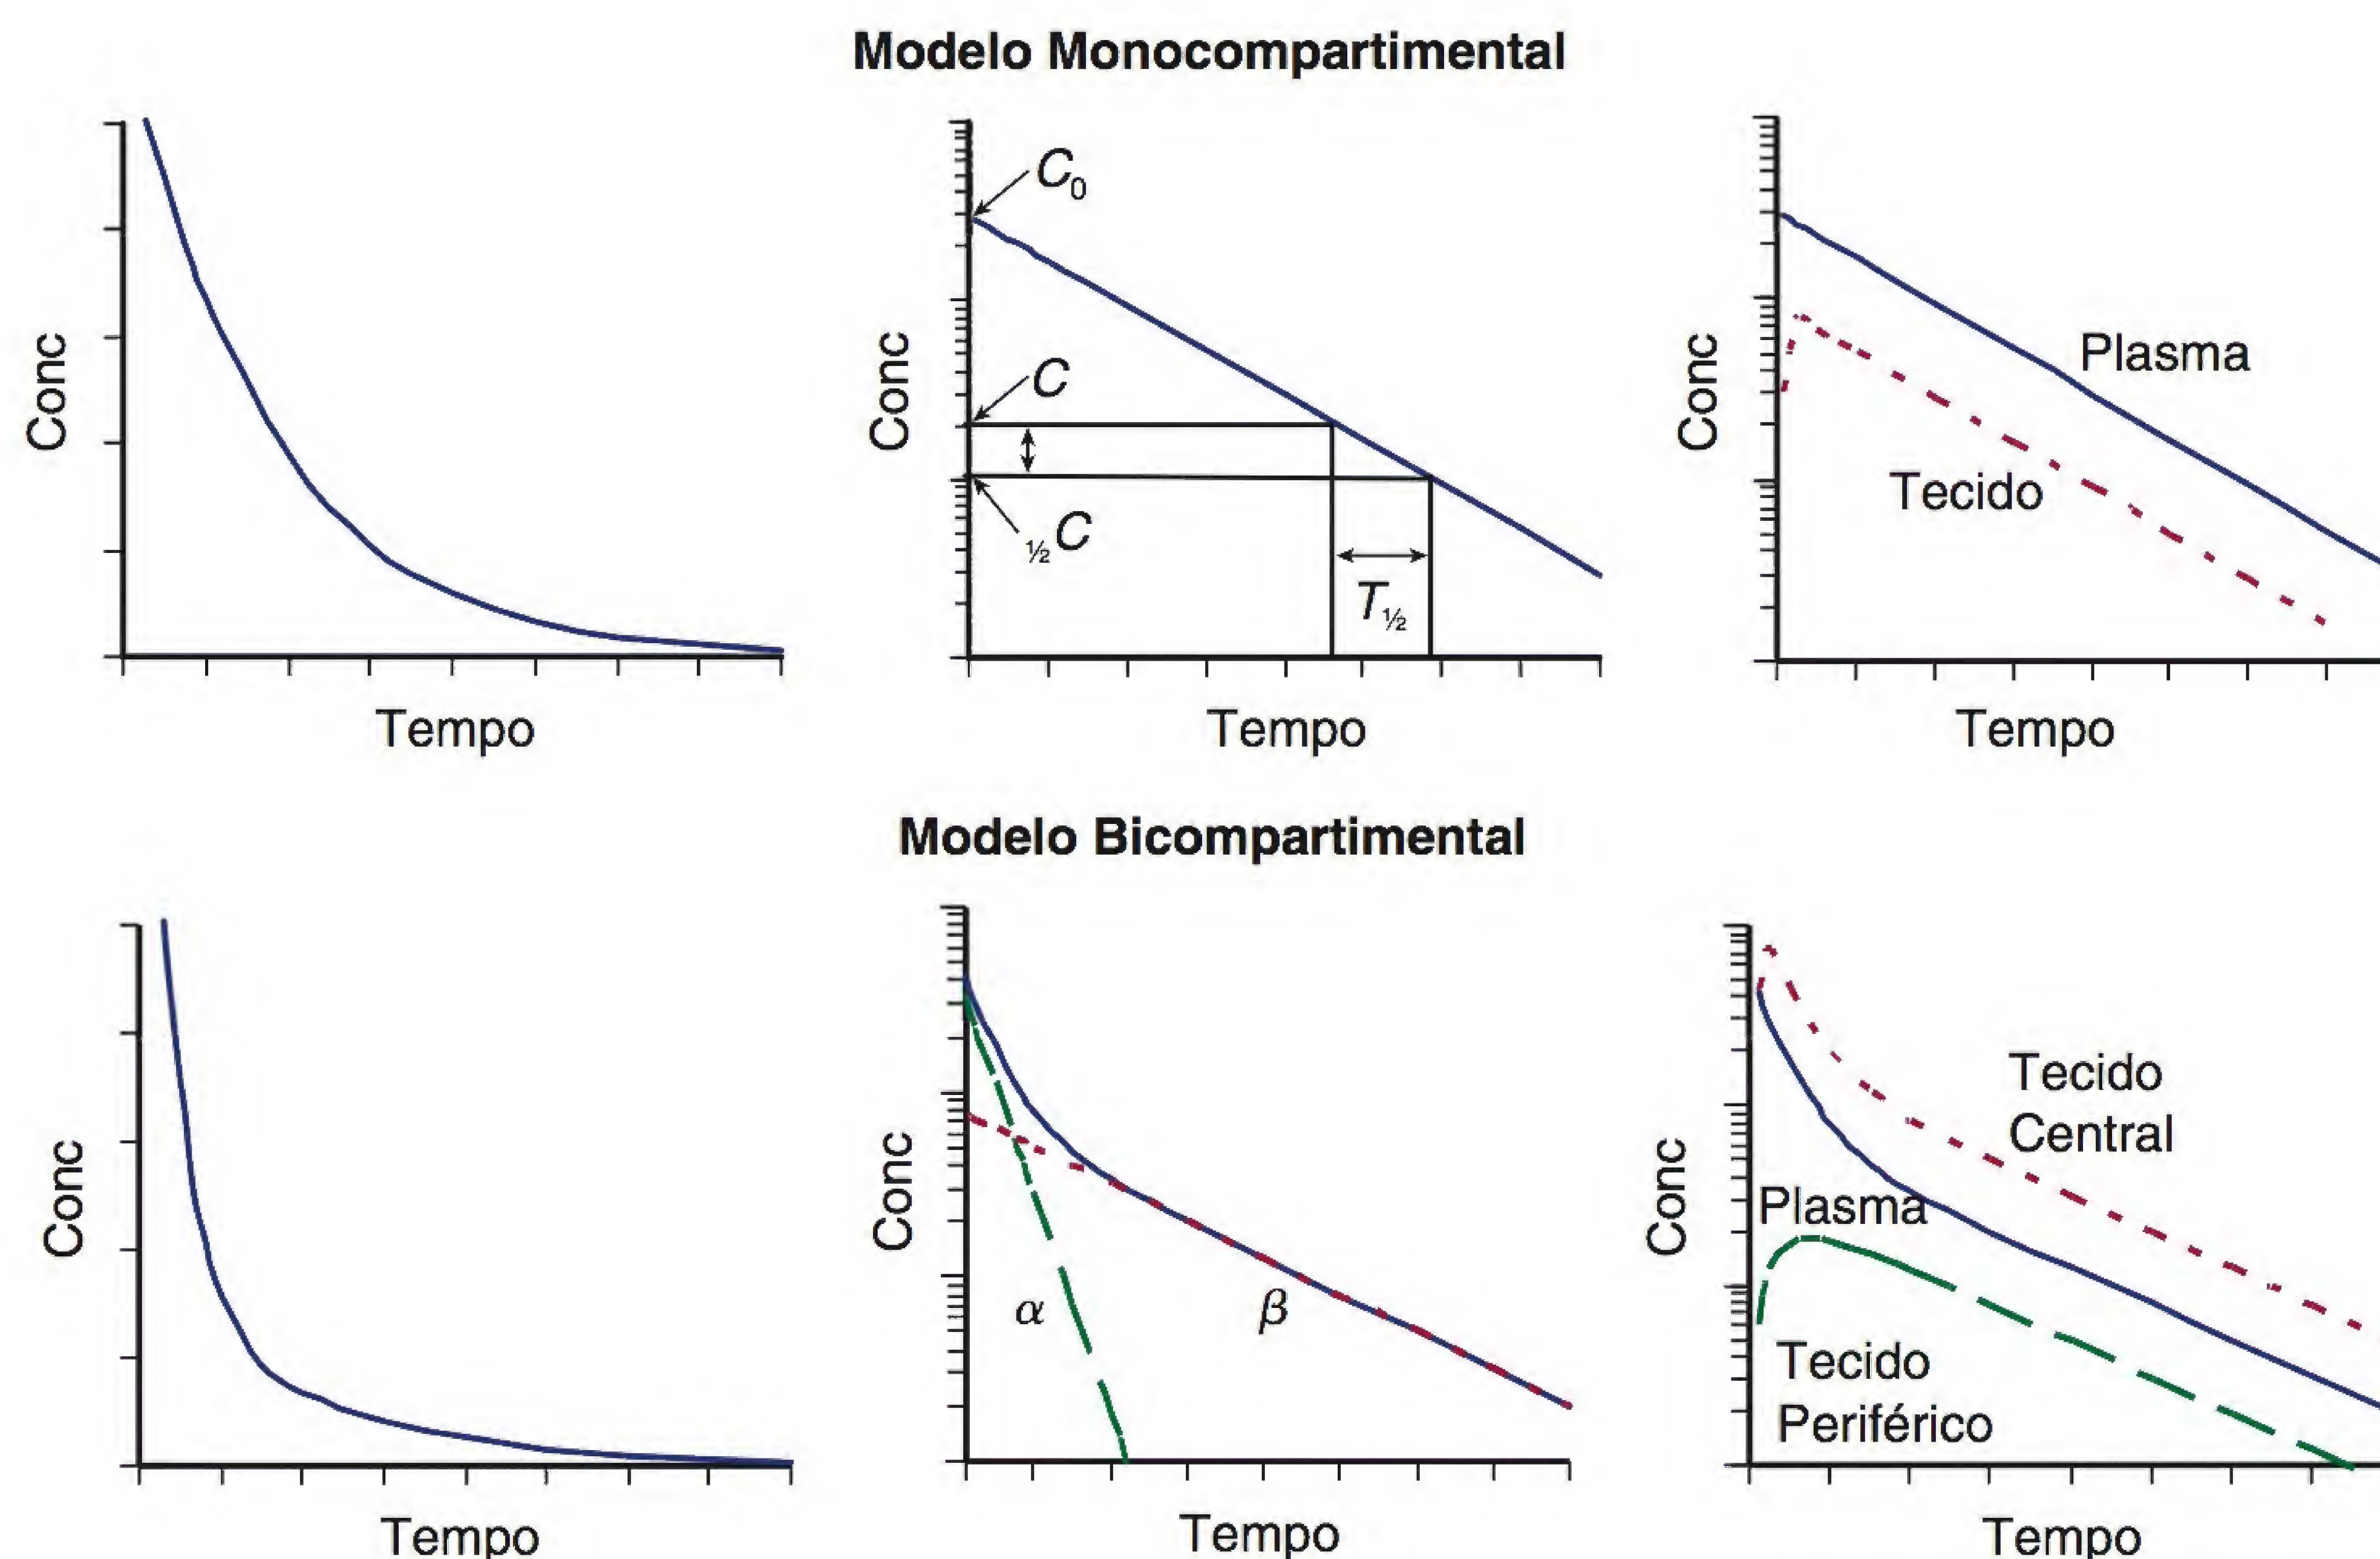 Modelo Monocompartimental
Conc
Tempo
Conc
C₀
C
½C
T½
Tempo
Conc
Plasma
Tecido
Tempo
Modelo Bicompartimental
Conc
Tempo
Conc
α
β
Tempo
Conc
Tecido
Central
Plasma
Tecido
Periférico
Tempo